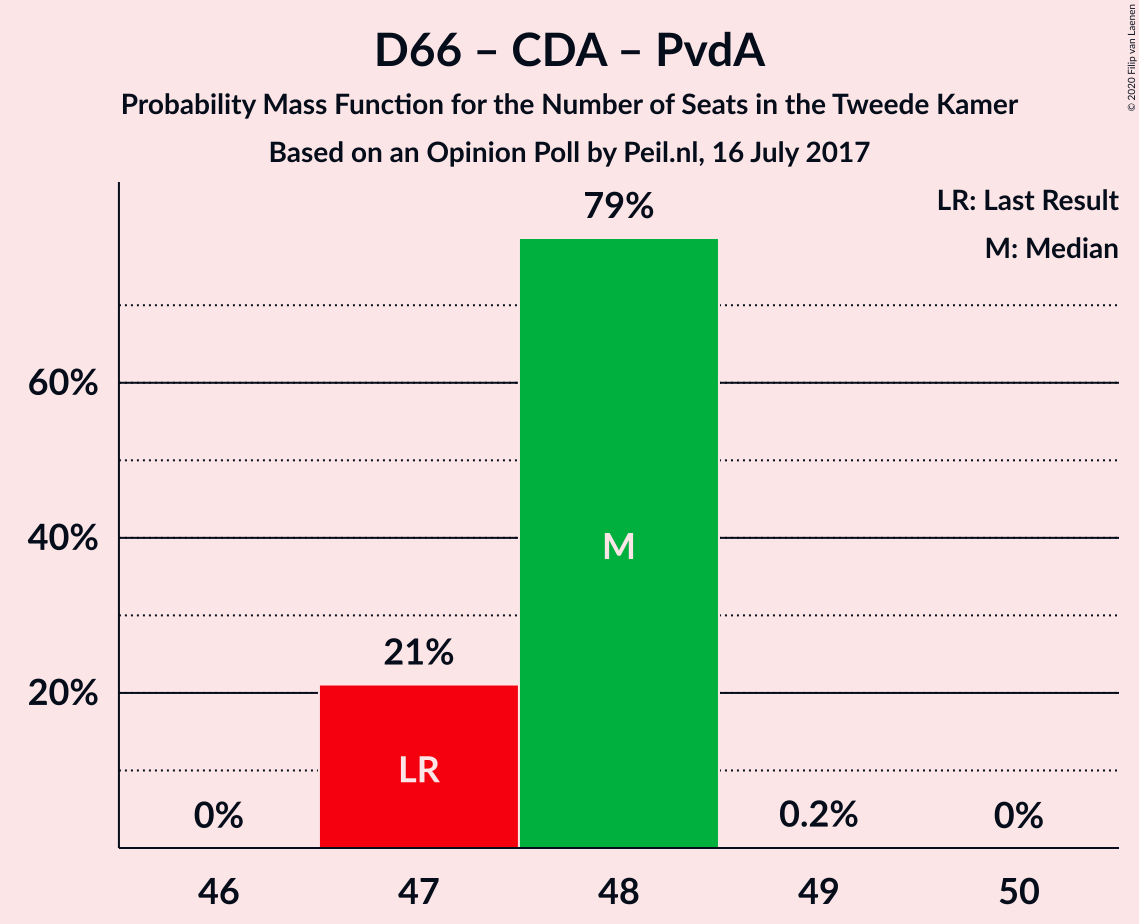 D66 – CDA – PvdA
Probability Mass Function for the Number of Seats in the Tweede Kamer
Based on an Opinion Poll by Peil.nl, 16 July 2017
© 2020 Filip van Laenen
LR: Last Result
M: Median
79%
60%
40%
20%
M
21%
LR
0%
0.2%
0%
46
47
48
49
50